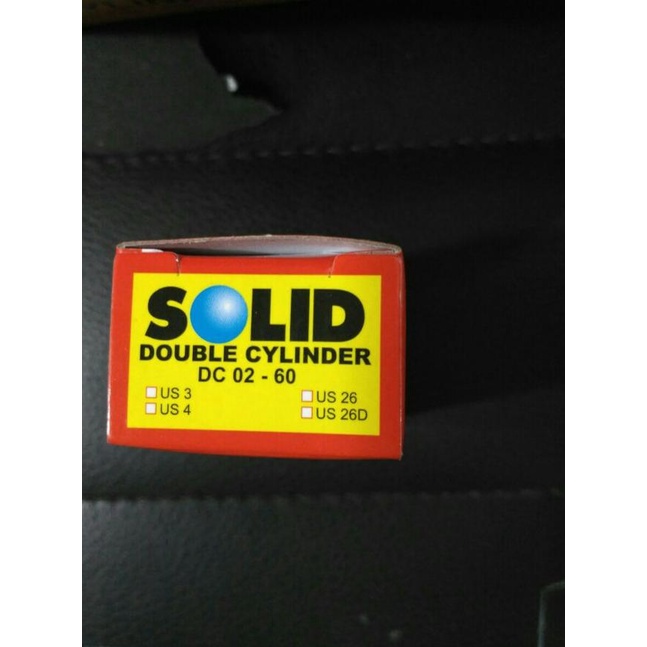 SOLID
DOUBLE CYLINDER
DC 02 - 60
US 3 US 26
US 4 US 26D